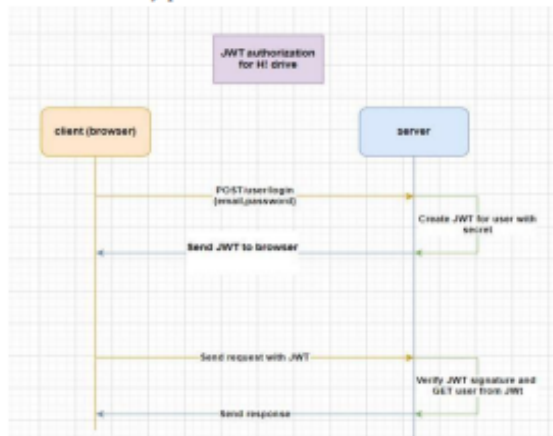 JWT authorization
for H! drive
client (browser)
server
POST/user/login
(email,password)
Create JWT for user with
secret
Send JWT to browser
Send request with JWT
Verify JWT signature and
GET user from JWt
Send response